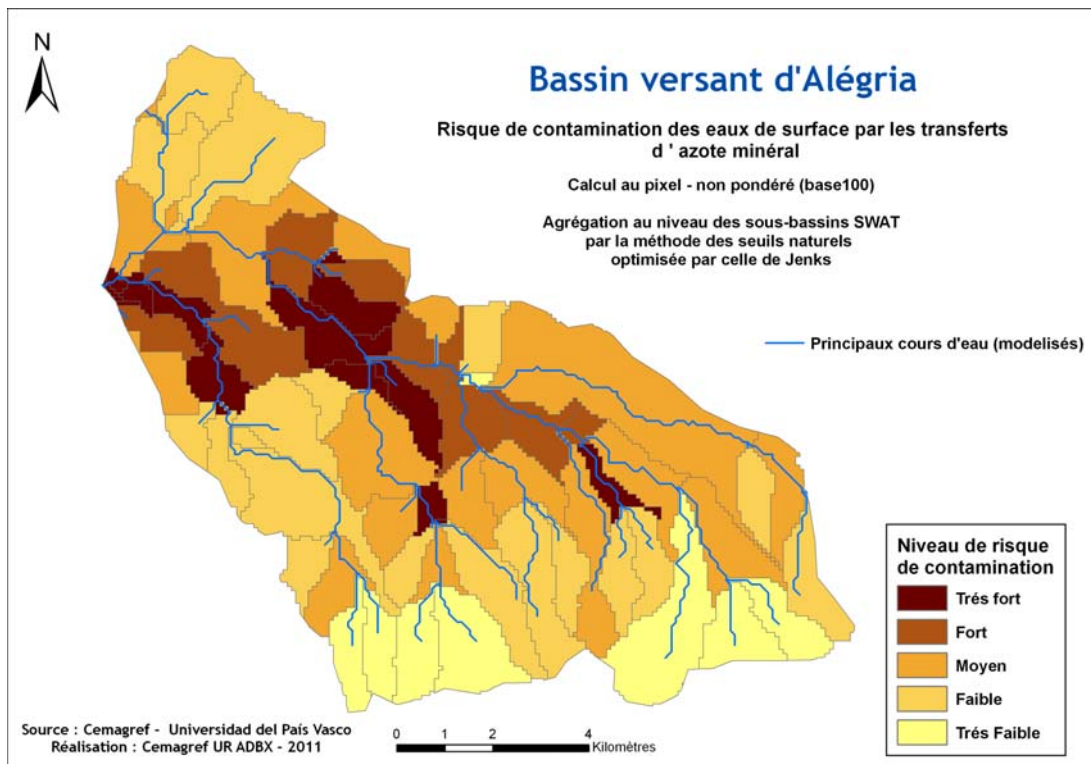 N
Bassin versant d'Alégria
Risque de contamination des eaux de surface par les transferts
d ' azote minéral
Calcul au pixel - non pondéré (base100)
Agrégation au niveau des sous-bassins SWAT
par la méthode des seuils naturels
optimisée par celle de Jenks
Principaux cours d'eau (modelisés)
Niveau de risque
de contamination
Trés fort
Fort
Moyen
Faible
Trés Faible
Source : Cemagref - Universidad del País Vasco
Réalisation : Cemagref UR ADBX - 2011
0 1 2 4
Kilomètres